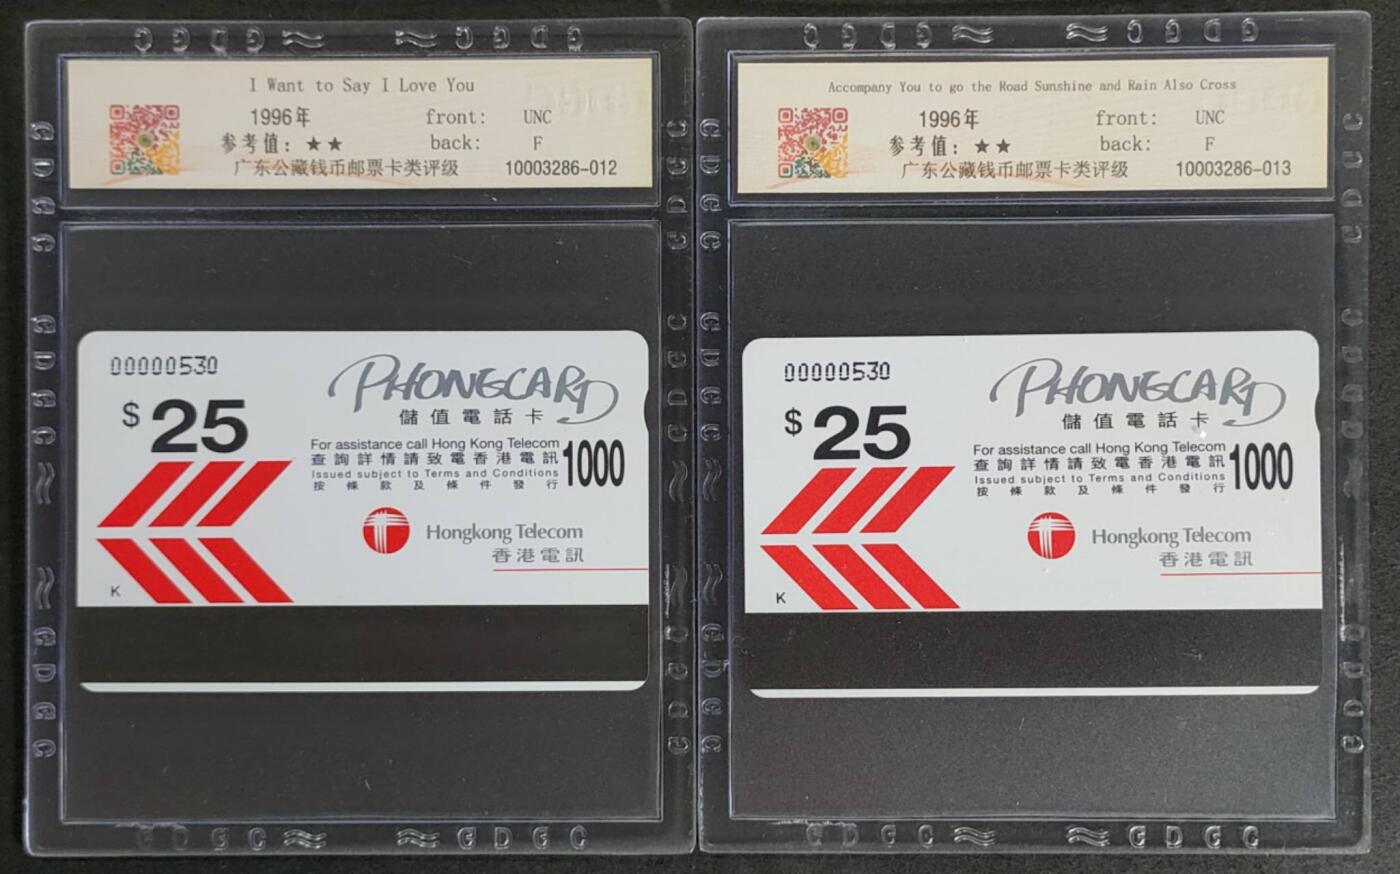 I Want to Say I Love You
1996年 front: UNC
参考值：★★ back: F
广东公藏钱币邮票卡类评级 10003286-012
00000530
PHONECARD
$25
儲值電話卡
For assistance call Hong Kong Telecom
查詢詳情請致電香港電訊
1000
Issued subject to Terms and Conditions
按條款及條件發行
Hongkong Telecom
香港電訊
K
Accompany You to go the Road Sunshine and Rain Also Cross
1996年 front: UNC
参考值：★★ back: F
广东公藏钱币邮票卡类评级 10003286-013
00000530
PHONECARD
$25
儲值電話卡
For assistance call Hong Kong Telecom
查詢詳情請致電香港電訊
1000
Issued subject to Terms and Conditions
按條款及條件發行
Hongkong Telecom
香港電訊
K